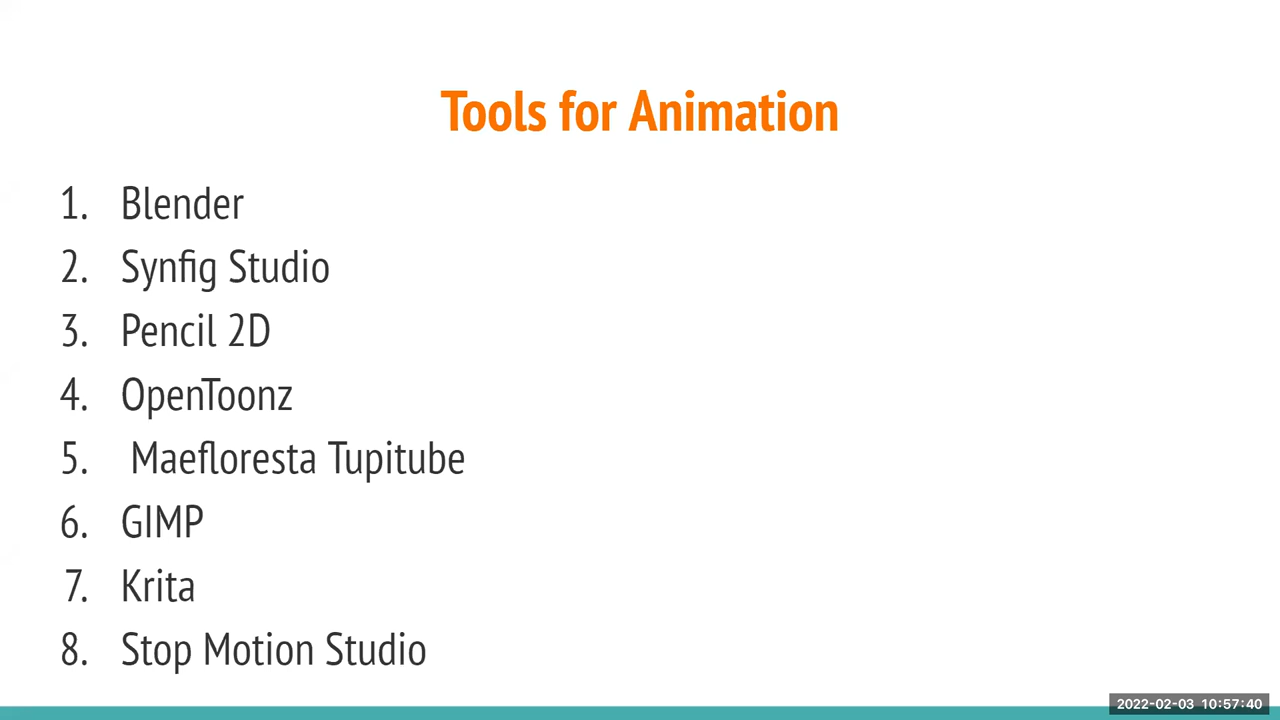 Tools for Animation
1. Blender
2. Synfig Studio
3. Pencil 2D
4. OpenToonz
5. Maefloresta Tupitube
6. GIMP
7. Krita
8. Stop Motion Studio
2022-02-03 10:57:40